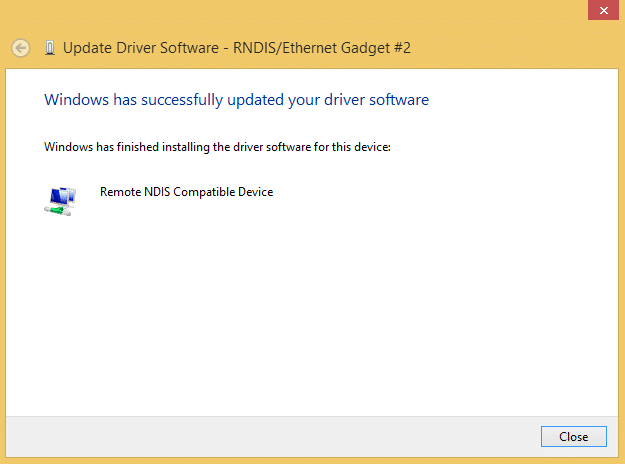 Update Driver Software - RNDIS/Ethernet Gadget #2
Windows has successfully updated your driver software
Windows has finished installing the driver software for this device:
Remote NDIS Compatible Device
Close